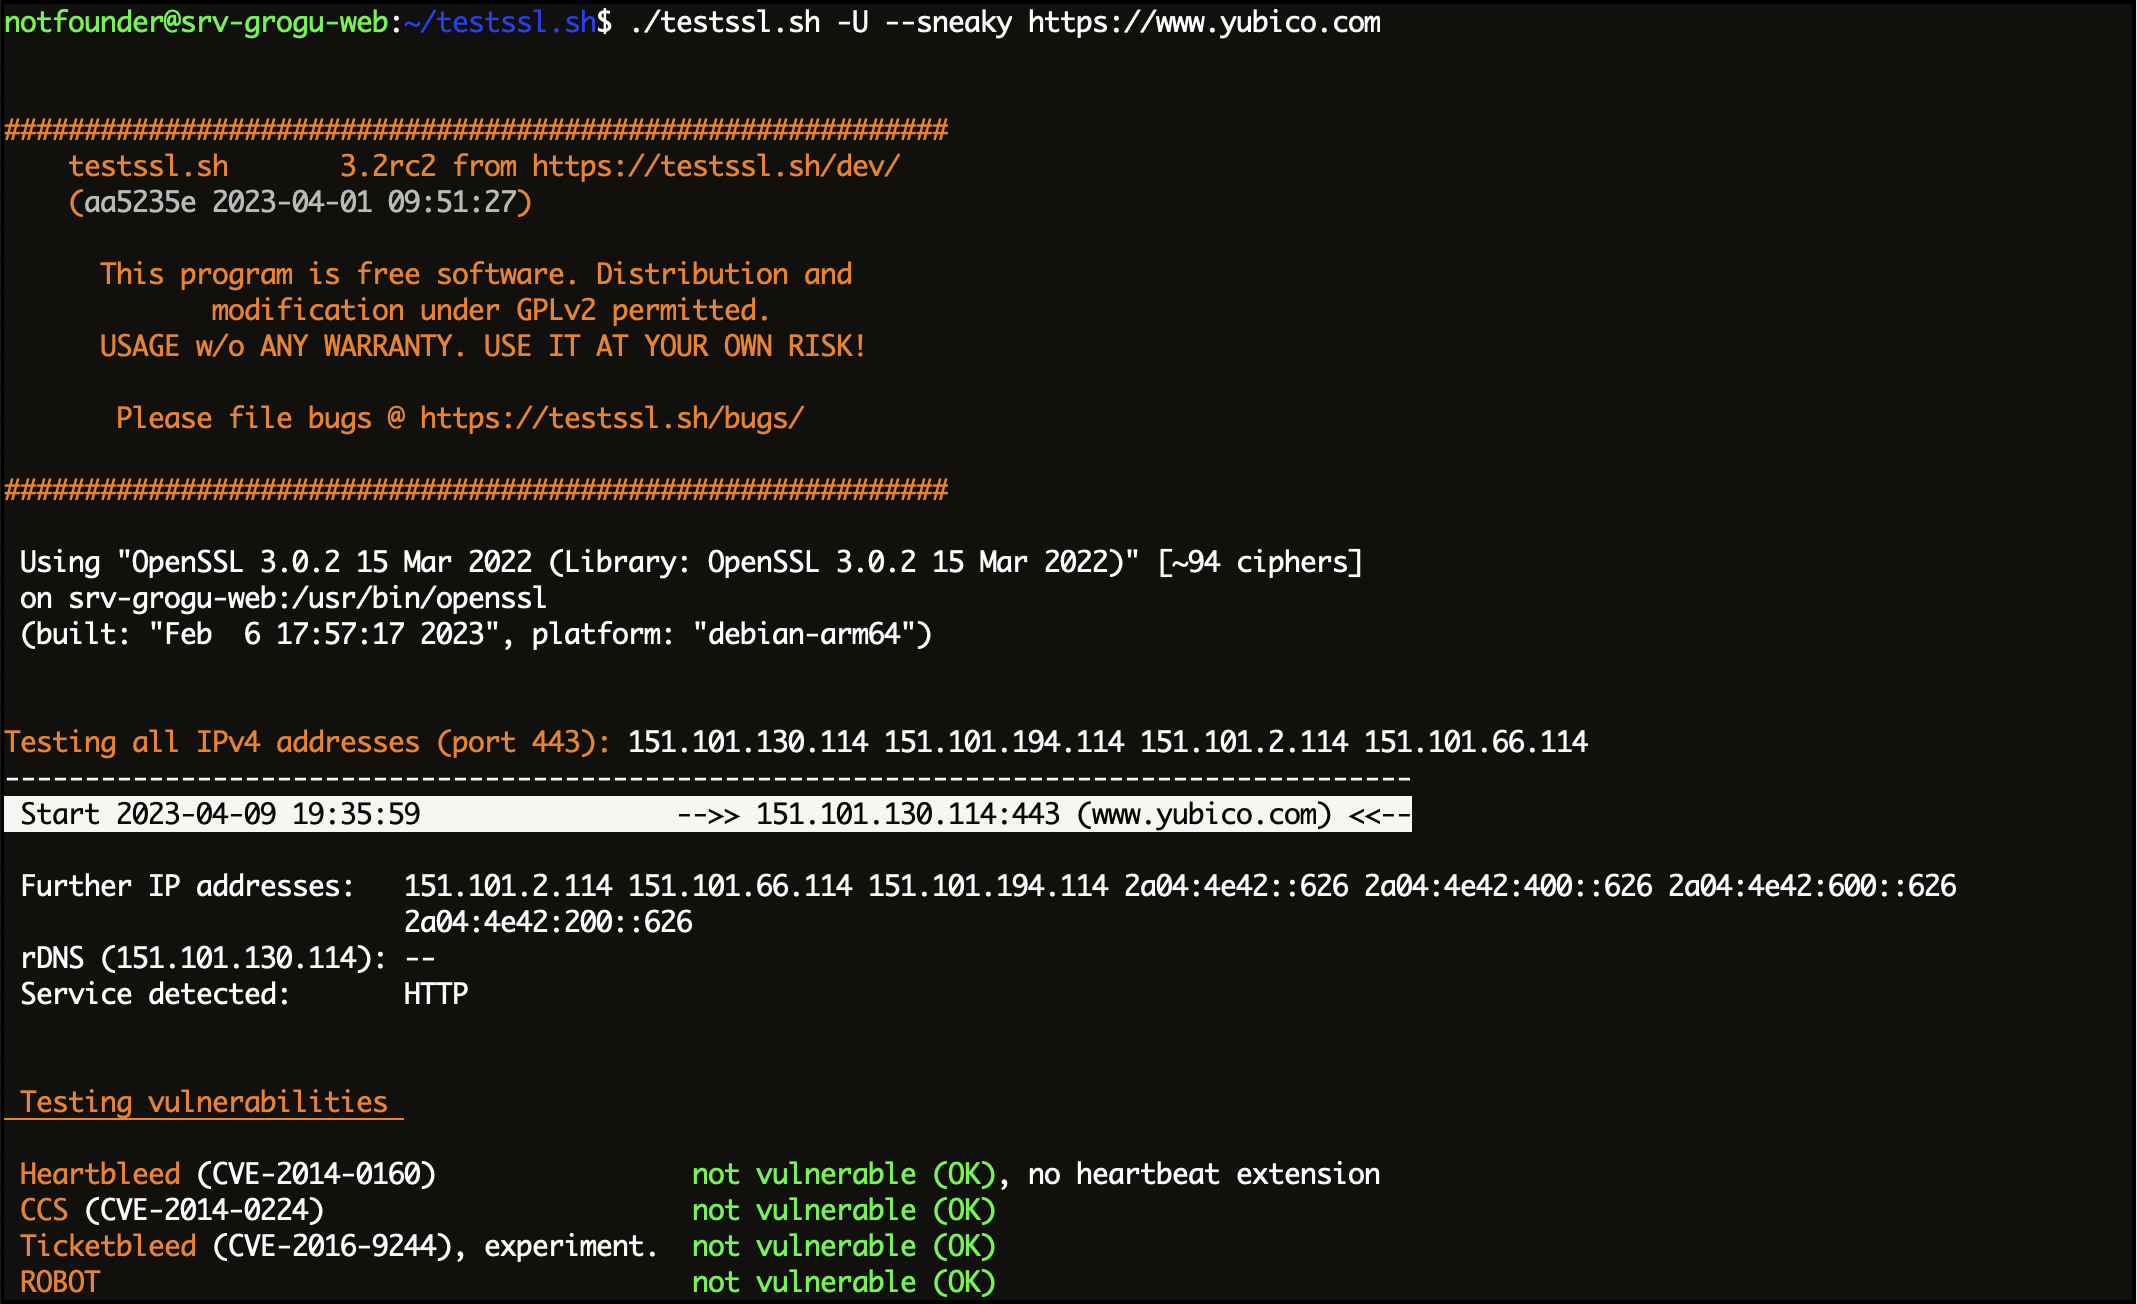 notfounder@srv-grogu-web:~/testssl.sh$ ./testssl.sh -U --sneaky https://www.yubico.com
###########################################################
testssl.sh 3.2rc2 from https://testssl.sh/dev/
(aa5235e 2023-04-01 09:51:27)
This program is free software. Distribution and
modification under GPLv2 permitted.
USAGE w/o ANY WARRANTY. USE IT AT YOUR OWN RISK!
Please file bugs @ https://testssl.sh/bugs/
###########################################################
Using "OpenSSL 3.0.2 15 Mar 2022 (Library: OpenSSL 3.0.2 15 Mar 2022)" [~94 ciphers]
on srv-grogu-web:/usr/bin/openssl
(built: "Feb  6 17:57:17 2023", platform: "debian-arm64")
Testing all IPv4 addresses (port 443): 151.101.130.114 151.101.194.114 151.101.2.114 151.101.66.114
----------------------------------------------------------------------------------------
Start 2023-04-09 19:35:59 -->> 151.101.130.114:443 (www.yubico.com) <<--
Further IP addresses: 151.101.2.114 151.101.66.114 151.101.194.114 2a04:4e42::626 2a04:4e42:400::626 2a04:4e42:600::626
2a04:4e42:200::626
rDNS (151.101.130.114): --
Service detected: HTTP
Testing vulnerabilities
Heartbleed (CVE-2014-0160) not vulnerable (OK), no heartbeat extension
CCS (CVE-2014-0224) not vulnerable (OK)
Ticketbleed (CVE-2016-9244), experiment. not vulnerable (OK)
ROBOT not vulnerable (OK)